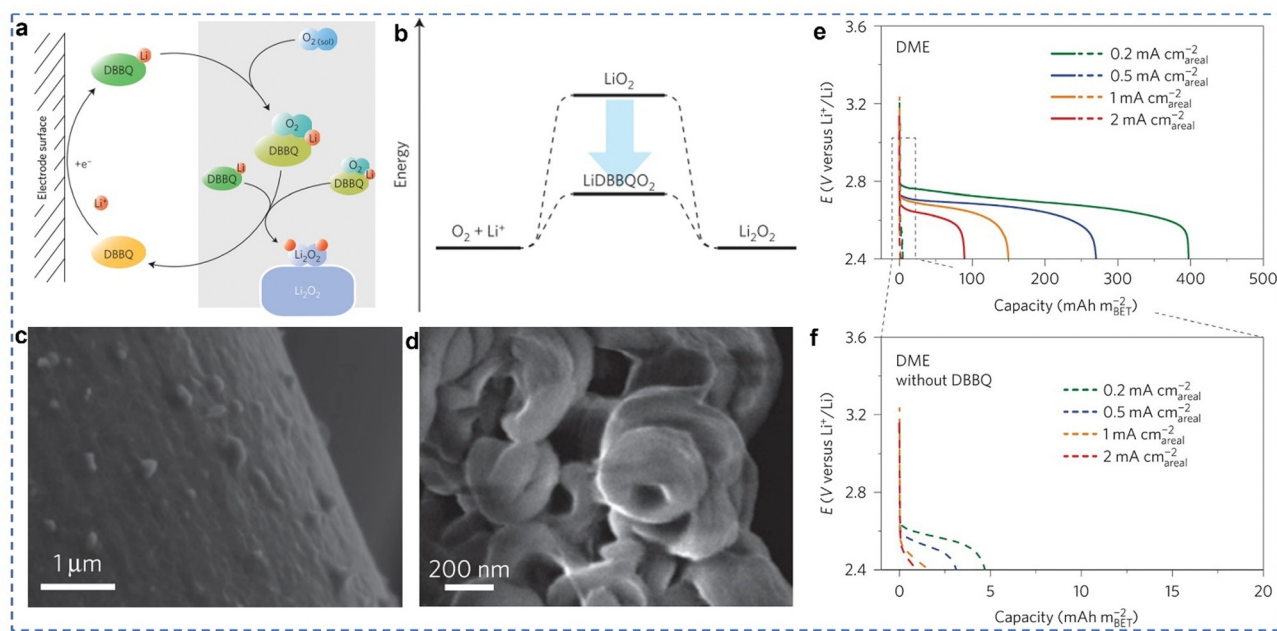 a
Electrode surface
+e⁻
Li⁺
DBBQ
Li
DBBQ
O₂ (sol)
O₂
Li
DBBQ
DBBQ
Li
O₂
Li
DBBQ
Li₂O₂
Li₂O₂
b
Energy
LiO₂
LiDBBQO₂
O₂ + Li⁺
Li₂O₂
c
1 µm
d
200 nm
e
E (V versus Li⁺/Li)
3.6
3.2
2.8
2.4
DME
0.2 mA cm⁻²areal
0.5 mA cm⁻²areal
1 mA cm⁻²areal
2 mA cm⁻²areal
0
100
200
300
400
500
Capacity (mAh m⁻²BET)
f
E (V versus Li⁺/Li)
3.6
3.2
2.8
2.4
DME
without DBBQ
0.2 mA cm⁻²areal
0.5 mA cm⁻²areal
1 mA cm⁻²areal
2 mA cm⁻²areal
0
5
10
15
20
Capacity (mAh m⁻²BET)